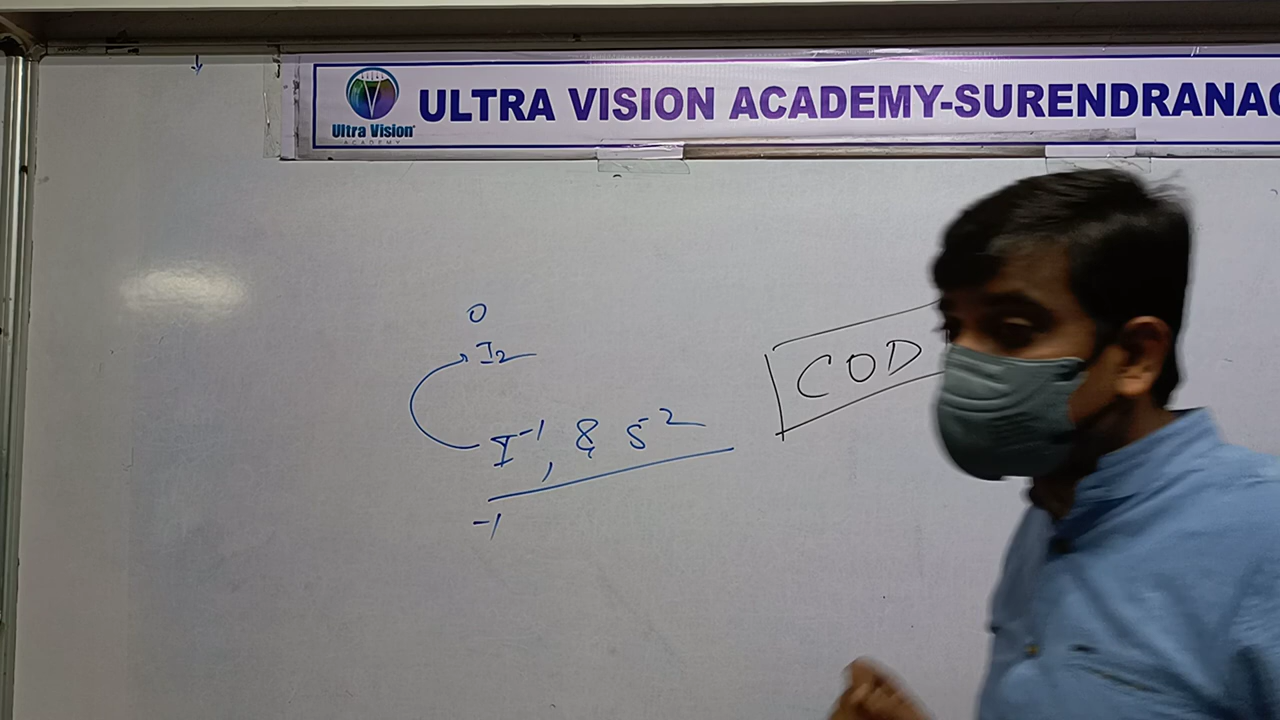 Ultra Vision
ACADEMY
ULTRA VISION ACADEMY-SURENDRANAG
0
I2
I-1, & S-2
-1
COD